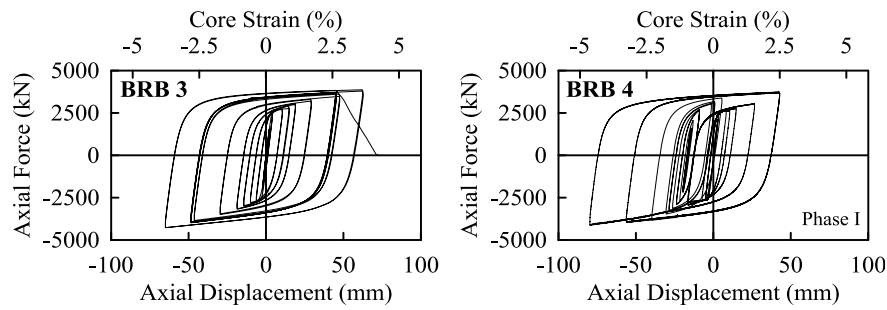 Core Strain (%)
-5 -2.5 0 2.5 5
5000
2500
0
-2500
-5000
Axial Force (kN)
BRB 3
-100 -50 0 50 100
Axial Displacement (mm)
Core Strain (%)
-5 -2.5 0 2.5 5
5000
2500
0
-2500
-5000
Axial Force (kN)
BRB 4
Phase I
-100 -50 0 50 100
Axial Displacement (mm)